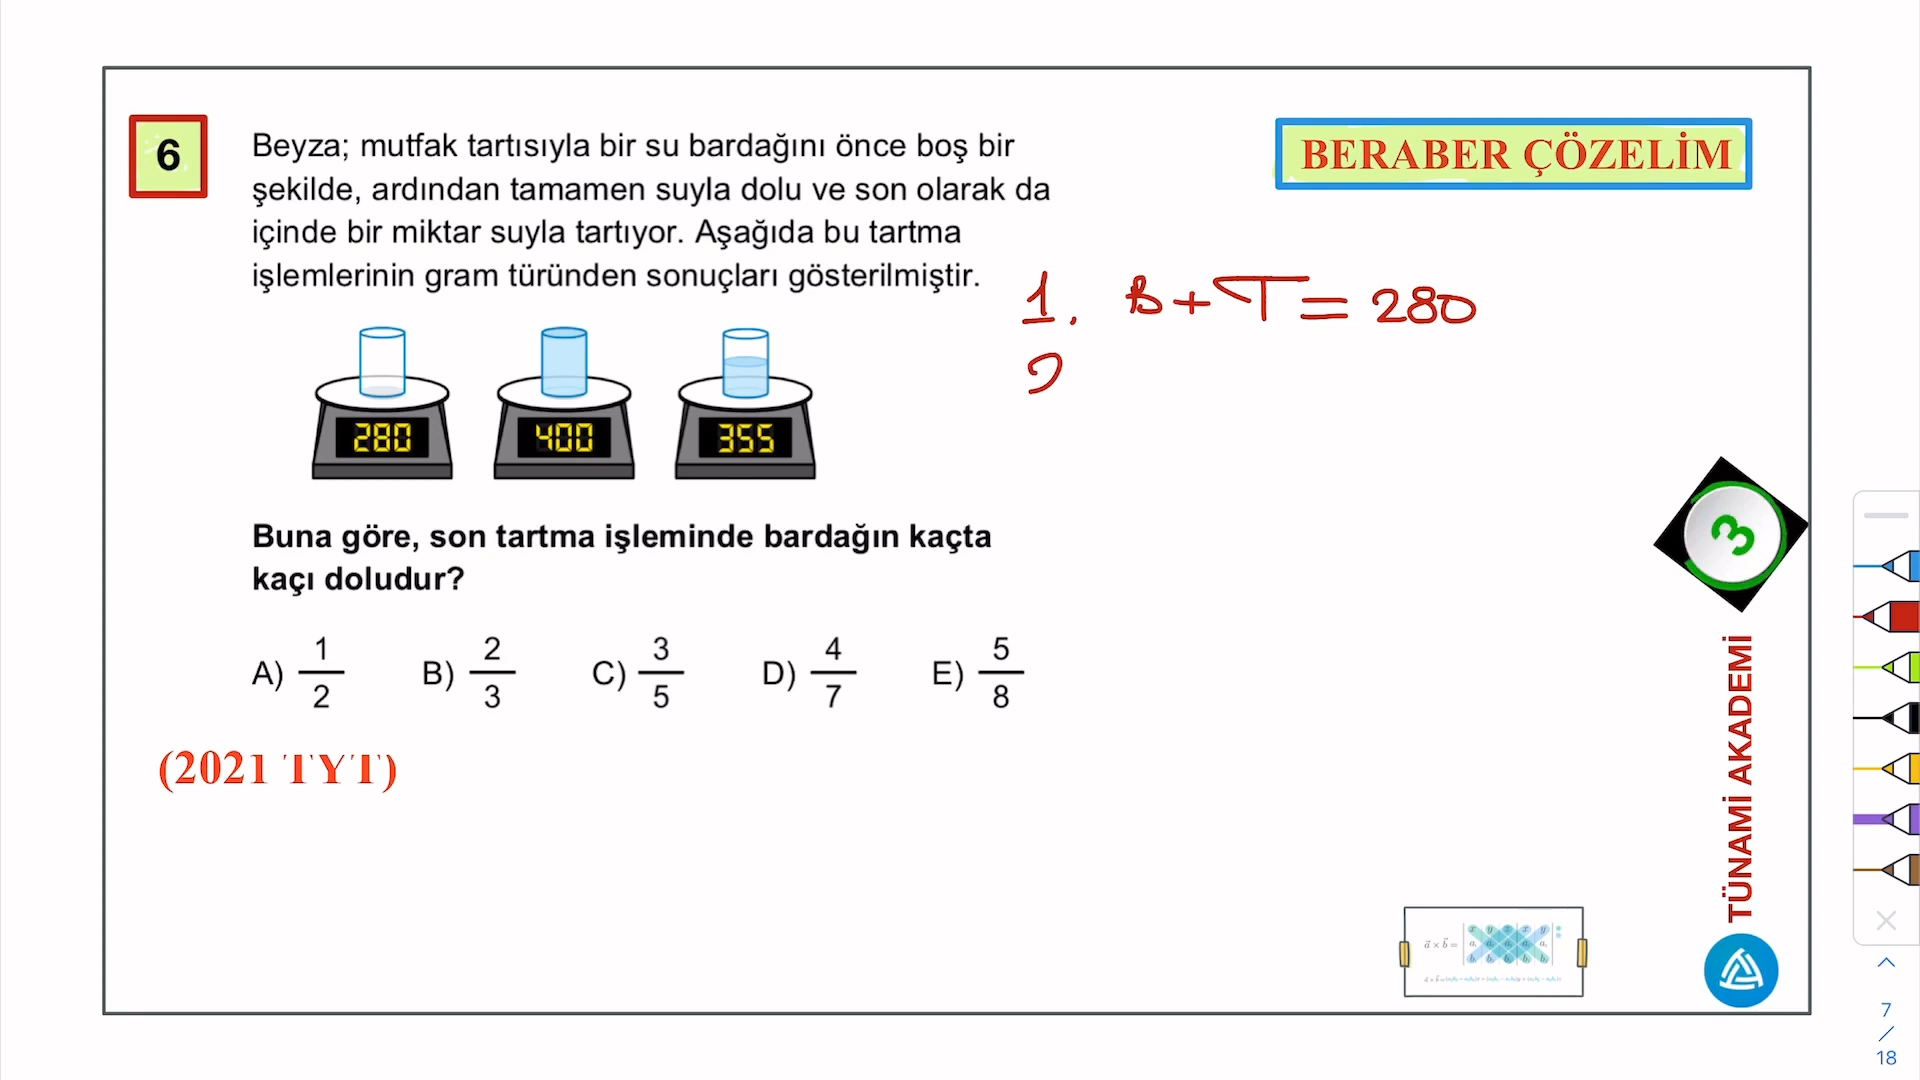 6
Beyza; mutfak tartısıyla bir su bardağını önce boş bir
şekilde, ardından tamamen suyla dolu ve son olarak da
içinde bir miktar suyla tartıyor. Aşağıda bu tartma
işlemlerinin gram türünden sonuçları gösterilmiştir.
280 400 355
Buna göre, son tartma işleminde bardağın kaçta
kaçı doludur?
A) 1/2 B) 2/3 C) 3/5 D) 4/7 E) 5/8
(2021 TYT)
BERABER ÇÖZELİM
1. B+T=280
2
3
TÜNAMİ AKADEMİ
7
/
18